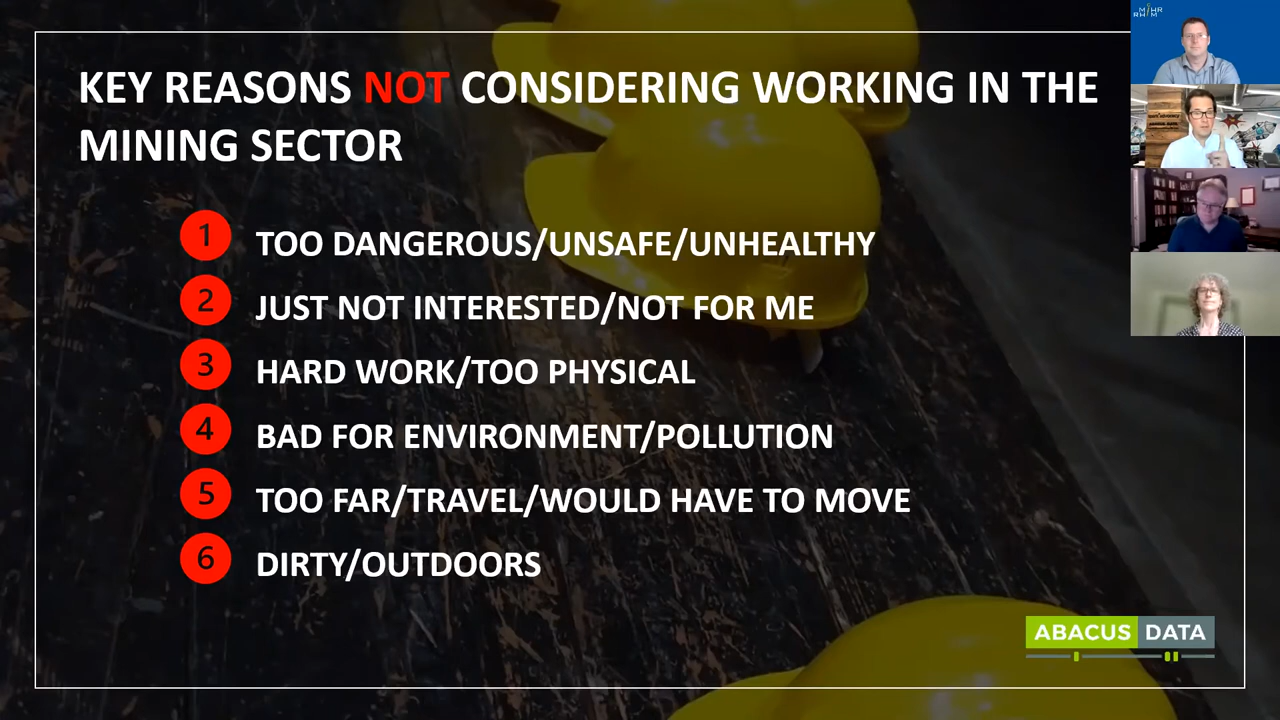 KEY REASONS NOT CONSIDERING WORKING IN THE
MINING SECTOR
1 TOO DANGEROUS/UNSAFE/UNHEALTHY
2 JUST NOT INTERESTED/NOT FOR ME
3 HARD WORK/TOO PHYSICAL
4 BAD FOR ENVIRONMENT/POLLUTION
5 TOO FAR/TRAVEL/WOULD HAVE TO MOVE
6 DIRTY/OUTDOORS
ABACUS DATA
MIHR
RHIM